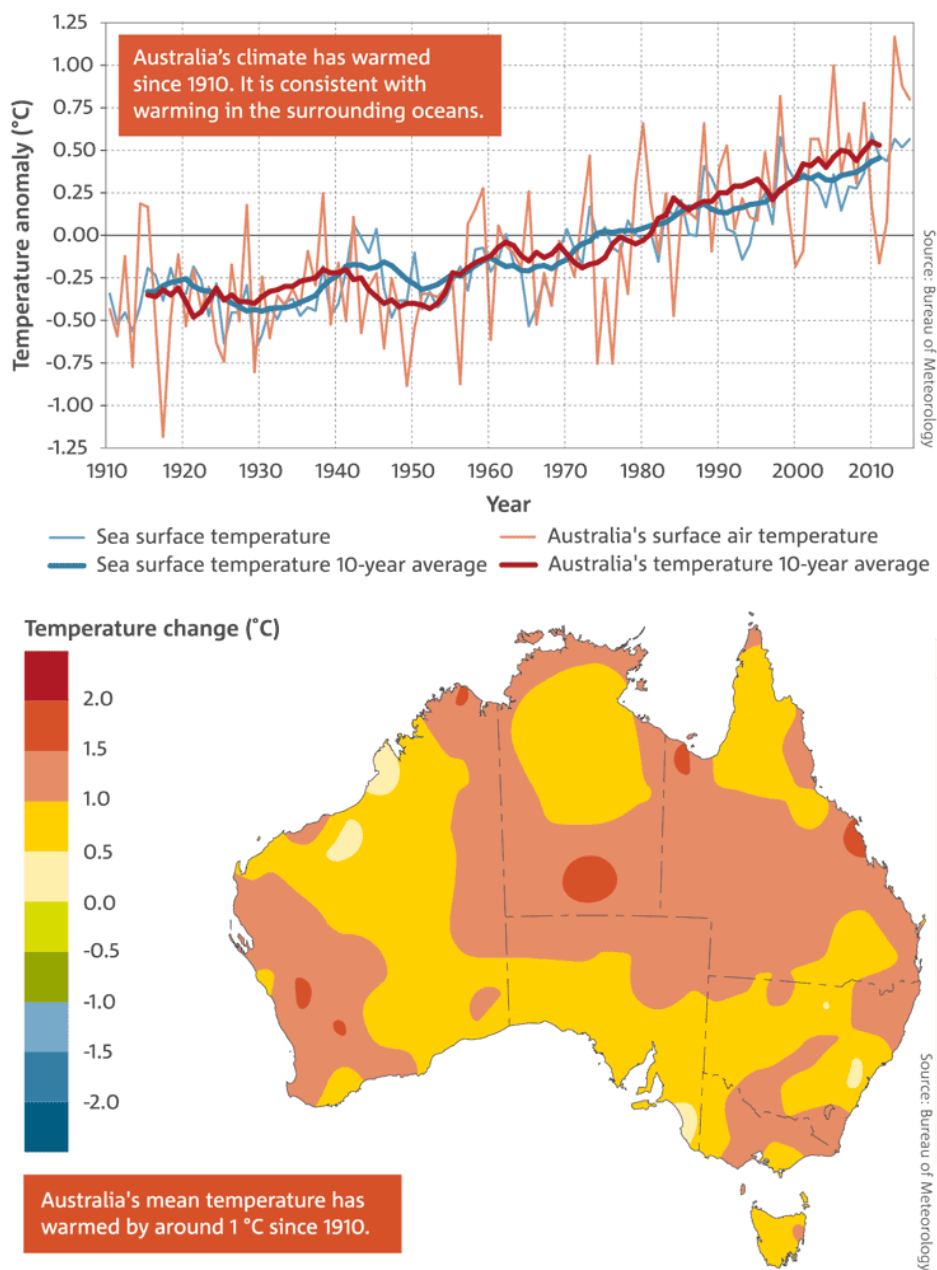 1.25
1.00
0.75
0.50
0.25
0.00
-0.25
-0.50
-0.75
-1.00
-1.25
Temperature anomaly (°C)
Australia's climate has warmed
since 1910. It is consistent with
warming in the surrounding oceans.
Source: Bureau of Meteorology
1910 1920 1930 1940 1950 1960 1970 1980 1990 2000 2010
Year
Sea surface temperature
Australia's surface air temperature
Sea surface temperature 10-year average
Australia's temperature 10-year average
Temperature change (°C)
2.0
1.5
1.0
0.5
0.0
-0.5
-1.0
-1.5
-2.0
Source: Bureau of Meteorology
Australia's mean temperature has
warmed by around 1 °C since 1910.